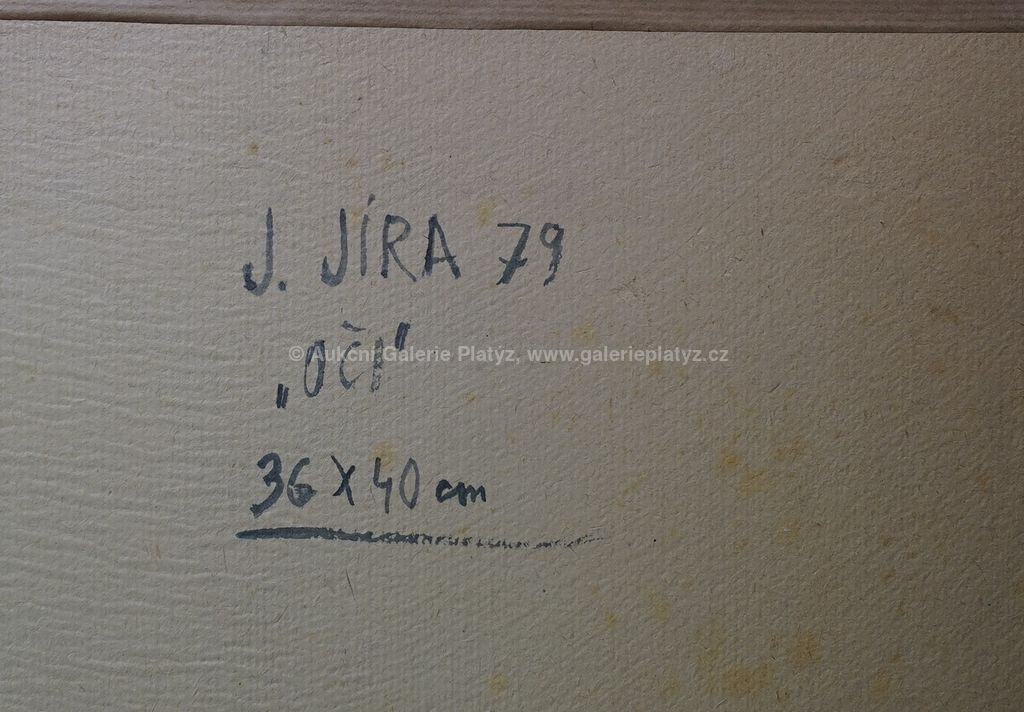 J. JÍRA 79
„OČI“
© Aukční Galerie Platýz, www.galerieplatyz.cz
36 X 40 cm